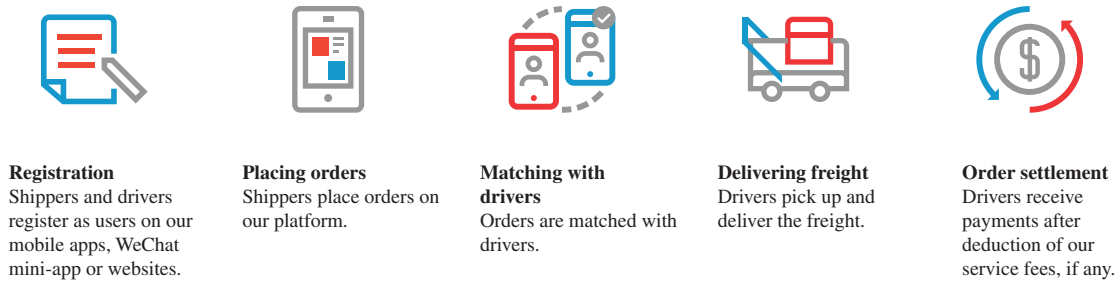 Registration
Shippers and drivers
register as users on our
mobile apps, WeChat
mini-app or websites.
Placing orders
Shippers place orders on
our platform.
Matching with
drivers
Orders are matched with
drivers.
Delivering freight
Drivers pick up and
deliver the freight.
Order settlement
Drivers receive
payments after
deduction of our
service fees, if any.